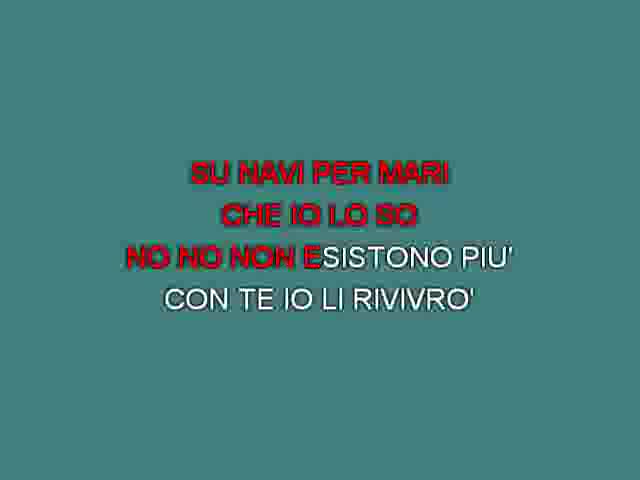 SU NAVI PER MARI
CHE IO LO SO
NO NO NON ESISTONO PIU'
CON TE IO LI RIVIVRO'